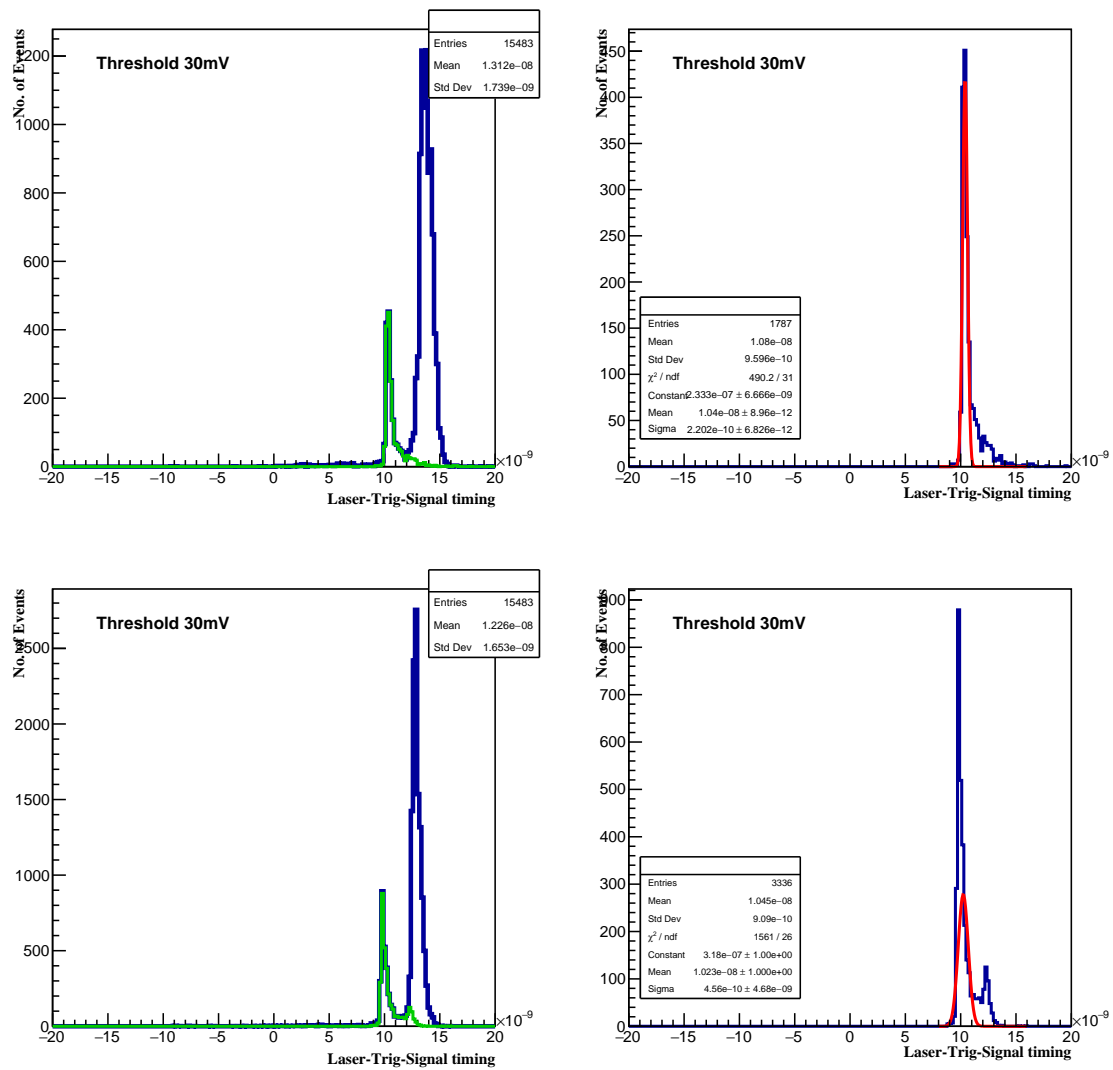 No. of Events
Threshold 30mV
Entries 15483
Mean 1.312e−08
Std Dev 1.739e−09
1200
1000
800
600
400
200
0
−20 −15 −10 −5 0 5 10 15 20
×10−9
Laser-Trig-Signal timing
No. of Events
Threshold 30mV
450
400
350
300
250
200
150
100
50
0
Entries 1787
Mean 1.08e−08
Std Dev 9.596e−10
χ2 / ndf 490.2 / 31
Constant 2.333e−07 ± 6.666e−09
Mean 1.04e−08 ± 8.96e−12
Sigma 2.202e−10 ± 6.826e−12
−20 −15 −10 −5 0 5 10 15 20
×10−9
Laser-Trig-Signal timing
No. of Events
Threshold 30mV
Entries 15483
Mean 1.226e−08
Std Dev 1.653e−09
2500
2000
1500
1000
500
0
−20 −15 −10 −5 0 5 10 15 20
×10−9
Laser-Trig-Signal timing
No. of Events
Threshold 30mV
900
800
700
600
500
400
300
200
100
0
Entries 3336
Mean 1.045e−08
Std Dev 9.09e−10
χ2 / ndf 1561 / 26
Constant 3.18e−07 ± 1.00e+00
Mean 1.023e−08 ± 1.000e+00
Sigma 4.56e−10 ± 4.68e−09
−20 −15 −10 −5 0 5 10 15 20
×10−9
Laser-Trig-Signal timing